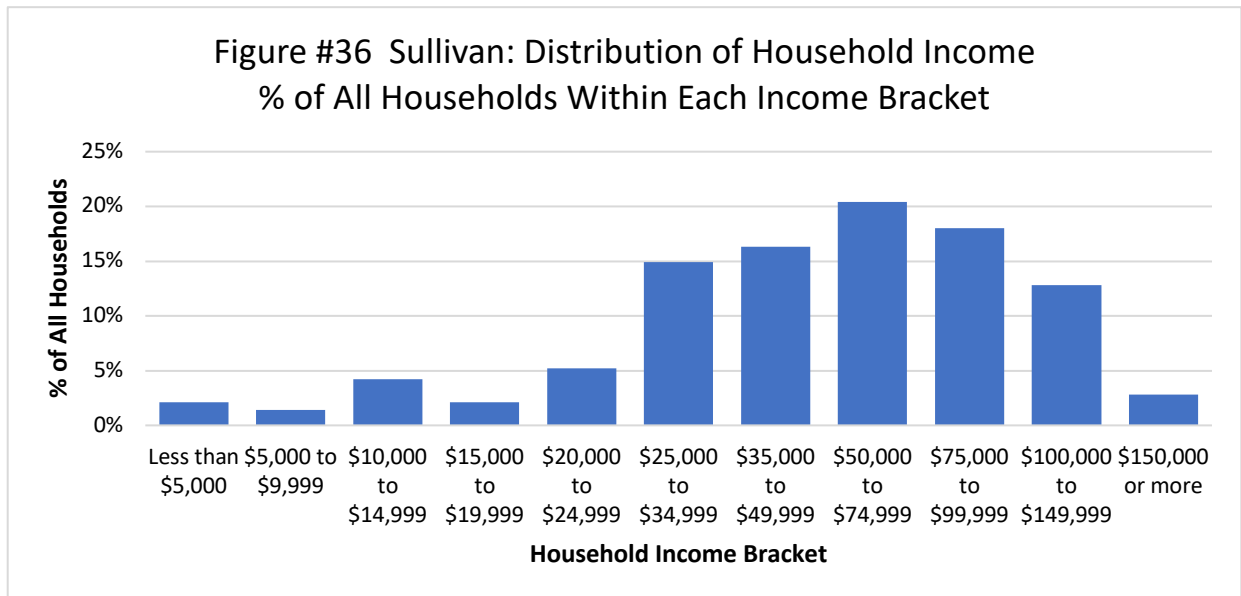 Figure #36  Sullivan: Distribution of Household Income
% of All Households Within Each Income Bracket
% of All Households
25%
20%
15%
10%
5%
0%
Less than $5,000 to $10,000 $15,000 $20,000 $25,000 $35,000 $50,000 $75,000 $100,000 $150,000
$5,000 $9,999 to to to to to to to to or more
$14,999 $19,999 $24,999 $34,999 $49,999 $74,999 $99,999 $149,999
Household Income Bracket